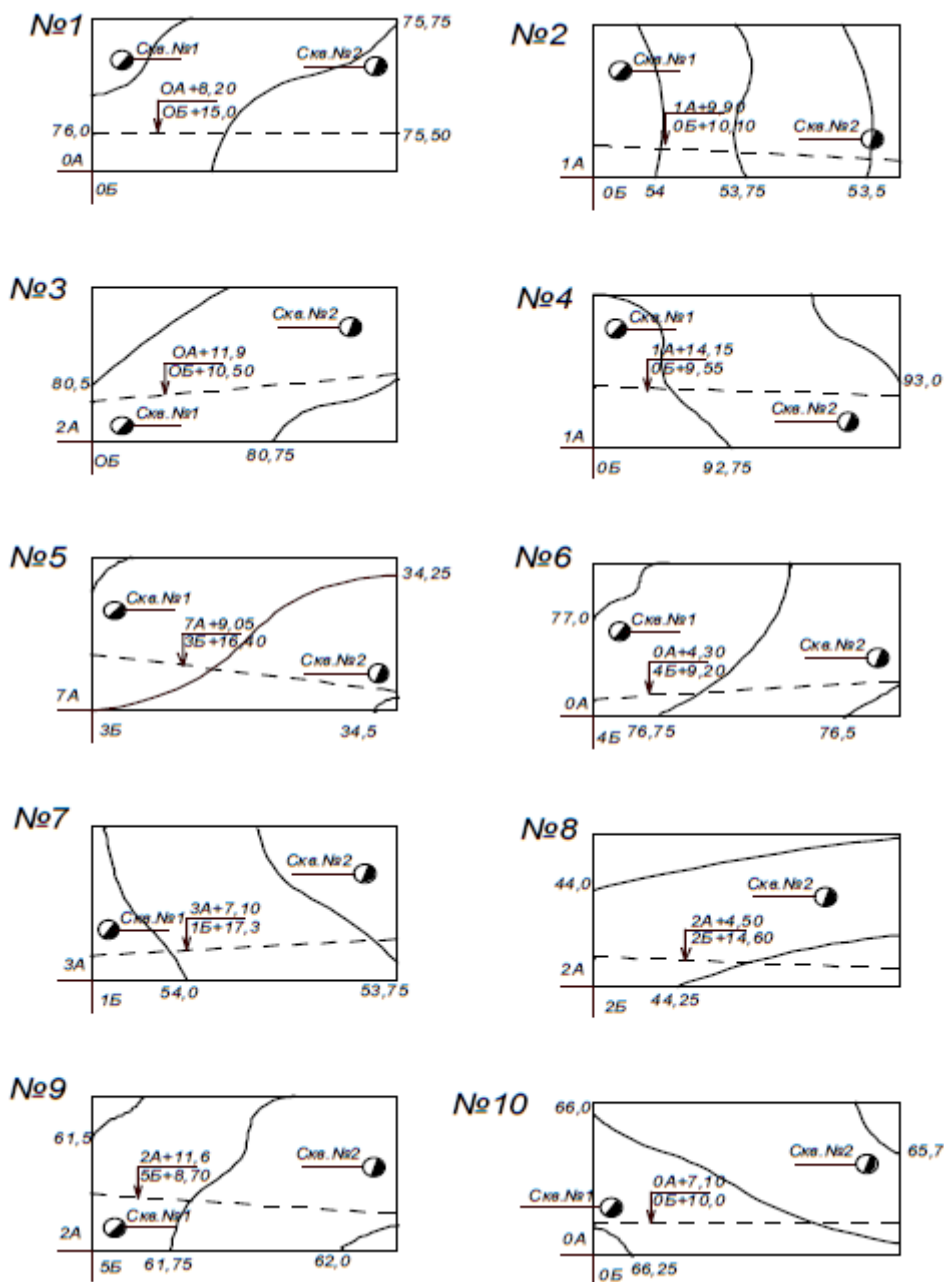 №1
Скв.№1
Скв.№2
75,75
ОА+8,20
ОБ+15,0
76,0
75,50
0А
0Б
№2
Скв.№1
1А+9,90
0Б+10,10
Скв.№2
1А
0Б
54
53,75
53,5
№3
Скв.№2
ОА+11,9
ОБ+10,50
80,5
Скв.№1
2А
ОБ
80,75
№4
Скв.№1
1А+14,15
0Б+9,55
93,0
Скв.№2
1А
0Б
92,75
№5
34,25
Скв.№1
7А+9,05
3Б+16,40
Скв.№2
7А
3Б
34,5
№6
77,0
Скв.№1
0А+4,30
4Б+9,20
Скв.№2
0А
4Б
76,75
76,5
№7
Скв.№2
Скв.№1
3А+7,10
1Б+17,3
3А
1Б
54,0
53,75
№8
44,0
Скв.№2
2А+4,50
2Б+14,60
2А
2Б
44,25
№9
61,5
2А+11,6
5Б+8,70
Скв.№2
Скв.№1
2А
5Б
61,75
62,0
№10
66,0
Скв.№2
65,7
Скв.№1
0А+7,10
0Б+10,0
0А
0Б
66,25